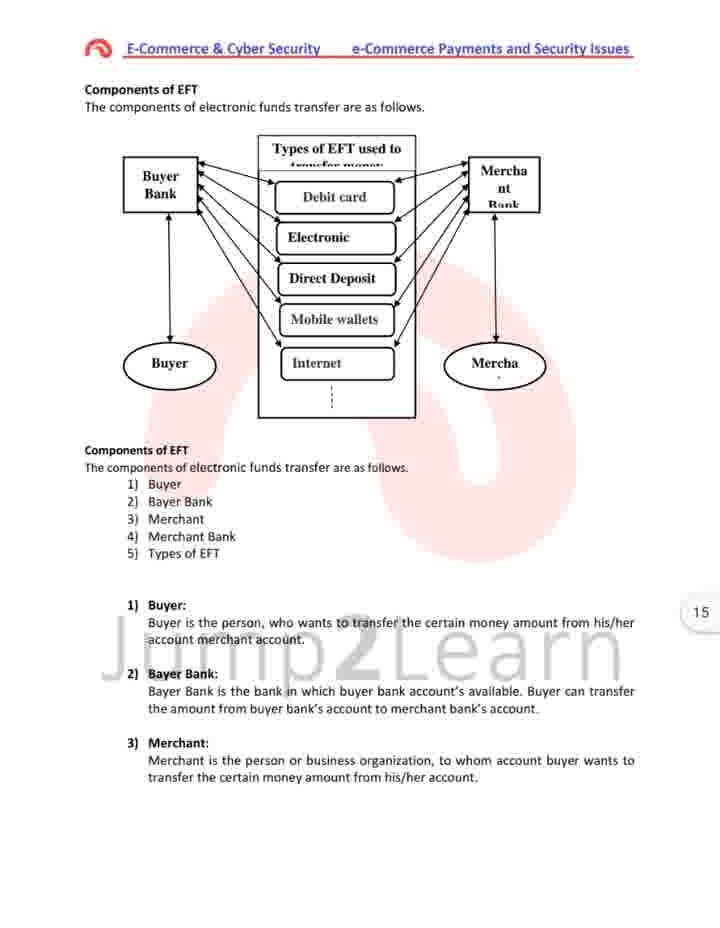 E-Commerce & Cyber Security e-Commerce Payments and Security Issues
Components of EFT
The components of electronic funds transfer are as follows.
Types of EFT used to
transfer money
Buyer
Bank
Mercha
nt
Bank
Debit card
Electronic
Direct Deposit
Mobile wallets
Internet
Buyer
Mercha
Components of EFT
The components of electronic funds transfer are as follows.
1) Buyer
2) Bayer Bank
3) Merchant
4) Merchant Bank
5) Types of EFT
15
1) Buyer:
Buyer is the person, who wants to transfer the certain money amount from his/her
account merchant account.
Jump2Learn
2) Bayer Bank:
Bayer Bank is the bank in which buyer bank account's available. Buyer can transfer
the amount from buyer bank's account to merchant bank's account.
3) Merchant:
Merchant is the person or business organization, to whom account buyer wants to
transfer the certain money amount from his/her account.